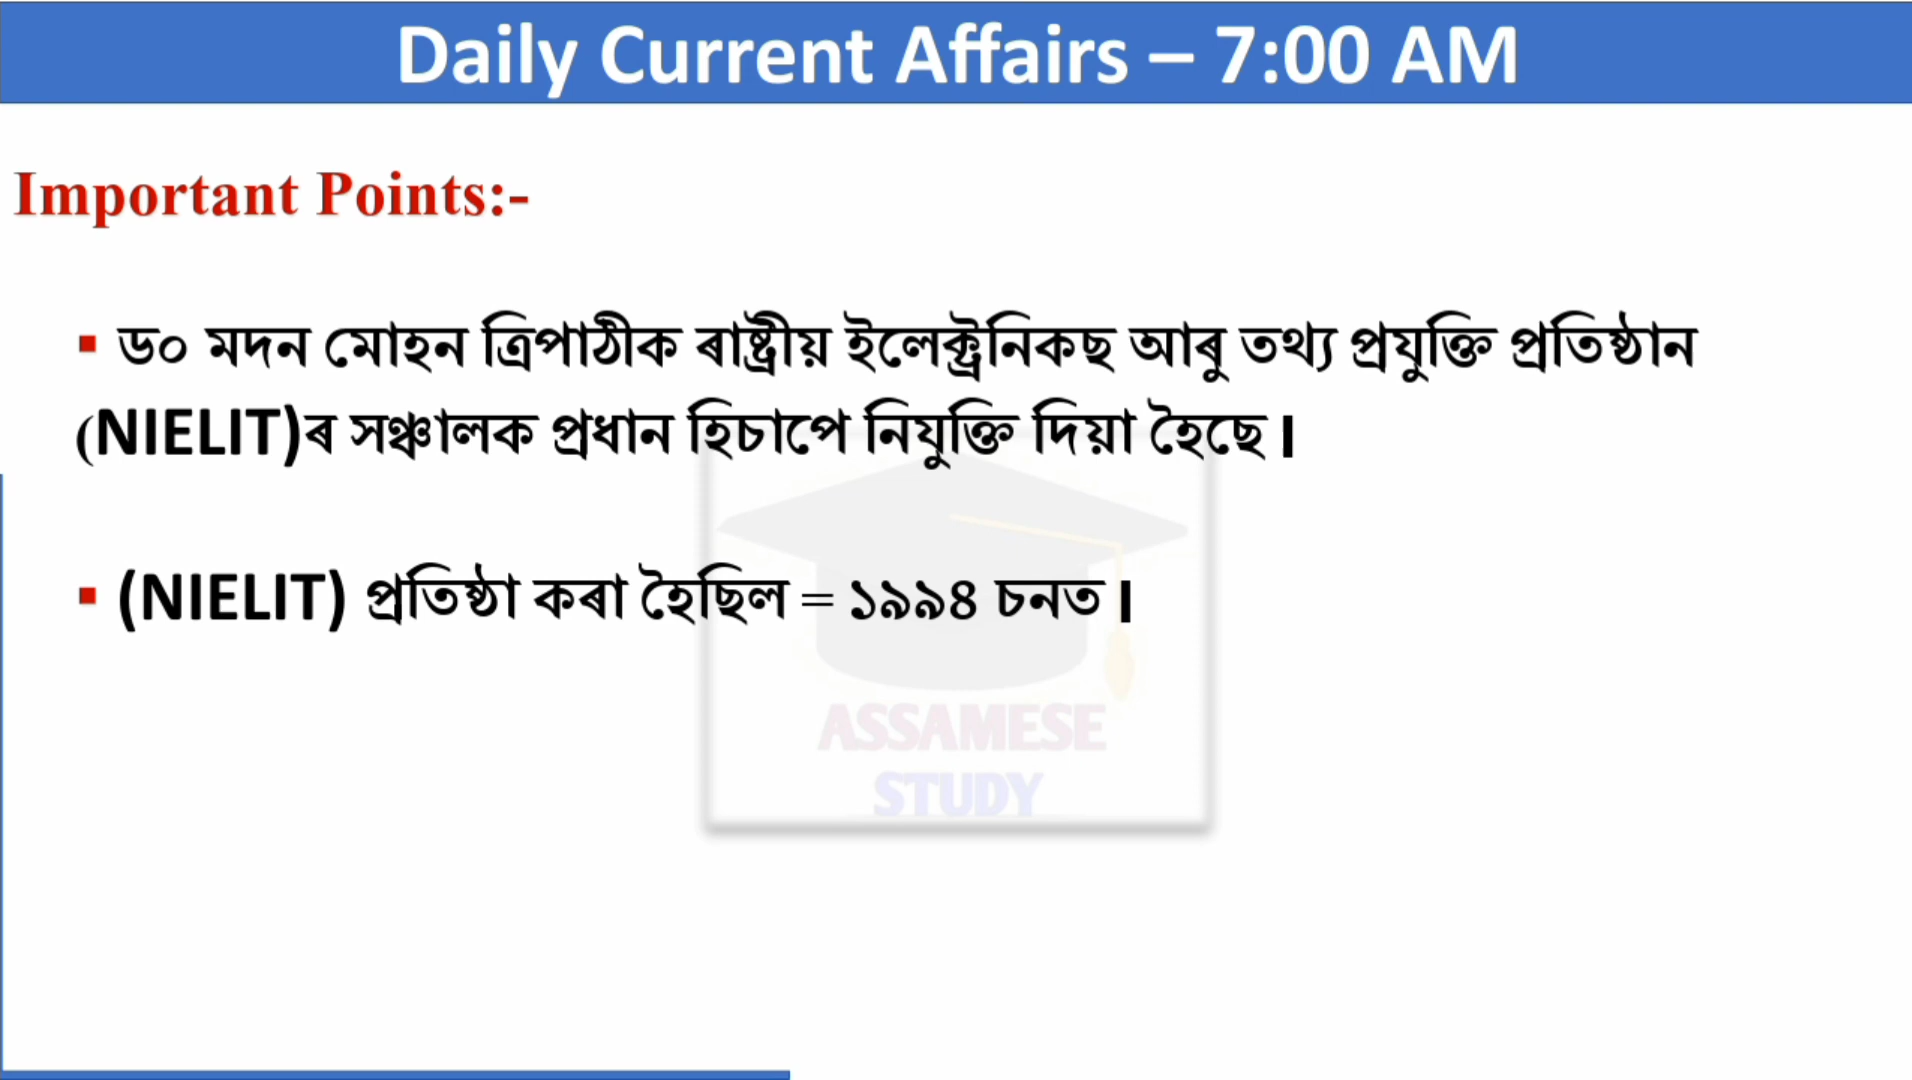 Daily Current Affairs – 7:00 AM
Important Points:-
▪ ড০ মদন মোহন ত্ৰিপাঠীক ৰাষ্ট্ৰীয় ইলেক্ট্ৰনিকছ আৰু তথ্য প্ৰযুক্তি প্ৰতিষ্ঠান
(NIELIT)ৰ সঞ্চালক প্ৰধান হিচাপে নিযুক্তি দিয়া হৈছে।
▪ (NIELIT) প্ৰতিষ্ঠা কৰা হৈছিল = ১৯৯৪ চনত।
ASSAMESE
STUDY